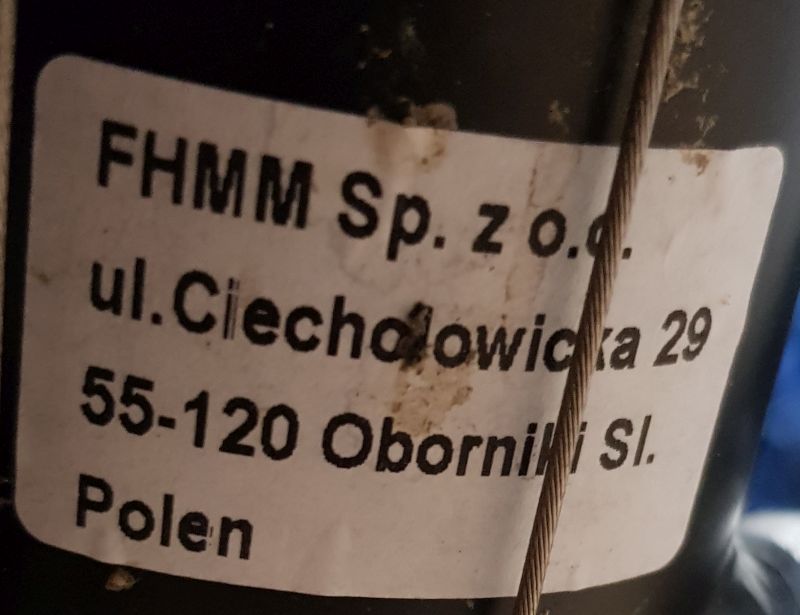 FHMM Sp. z o.o.
ul.Ciecholowicka 29
55-120 Oborniki Sl.
Polen